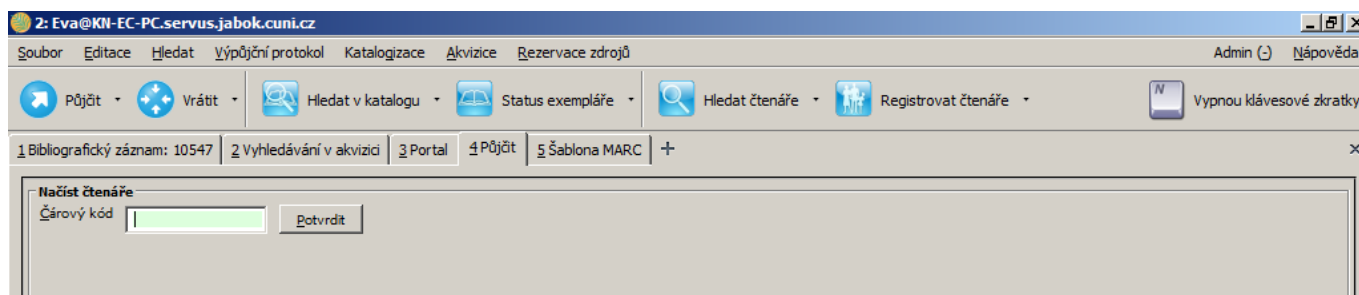 2: Eva@KN-EC-PC.servus.jabok.cuni.cz
Soubor Editace Hledat Výpůjční protokol Katalogizace Akvizice Rezervace zdrojů Admin (-) Nápověda
Půjčit Vrátit Hledat v katalogu Status exempláře Hledat čtenáře Registrovat čtenáře N Vypnou klávesové zkratky
1 Bibliografický záznam: 10547 2 Vyhledávání v akvizici 3 Portal 4 Půjčit 5 Šablona MARC +
Načíst čtenáře
Čárový kód Potvrdit